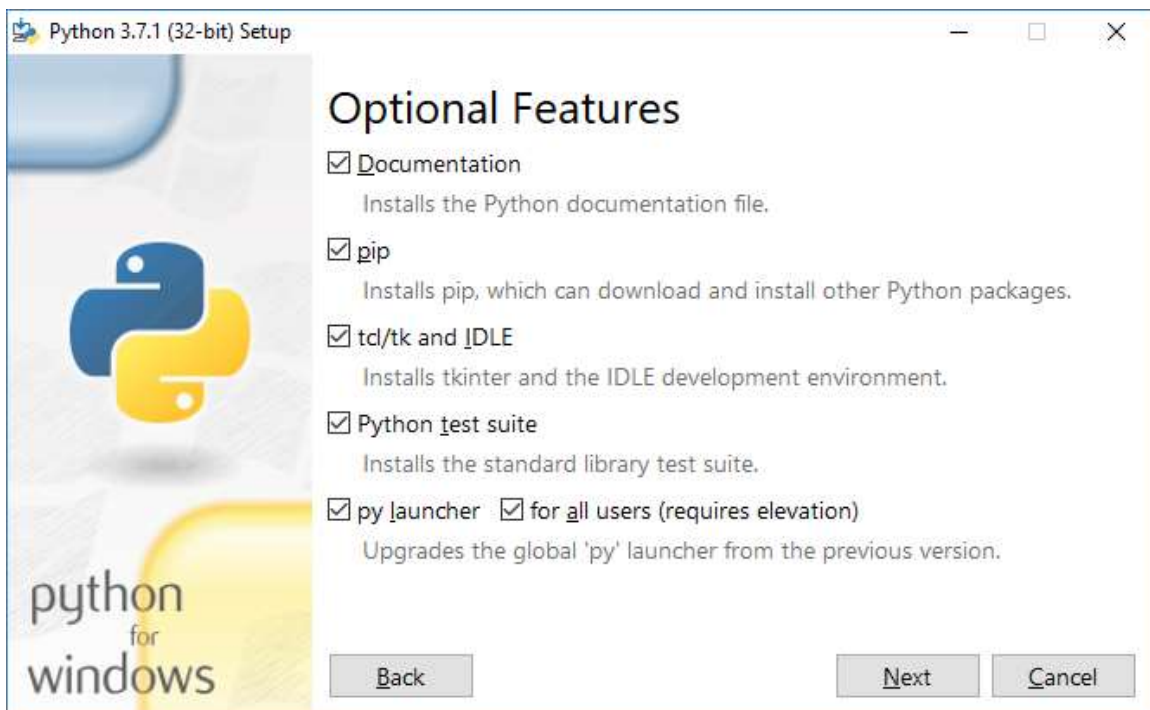 Python 3.7.1 (32-bit) Setup
Optional Features
Documentation
Installs the Python documentation file.
pip
Installs pip, which can download and install other Python packages.
tcl/tk and IDLE
Installs tkinter and the IDLE development environment.
Python test suite
Installs the standard library test suite.
py launcher for all users (requires elevation)
Upgrades the global 'py' launcher from the previous version.
python
for
windows
Back Next Cancel